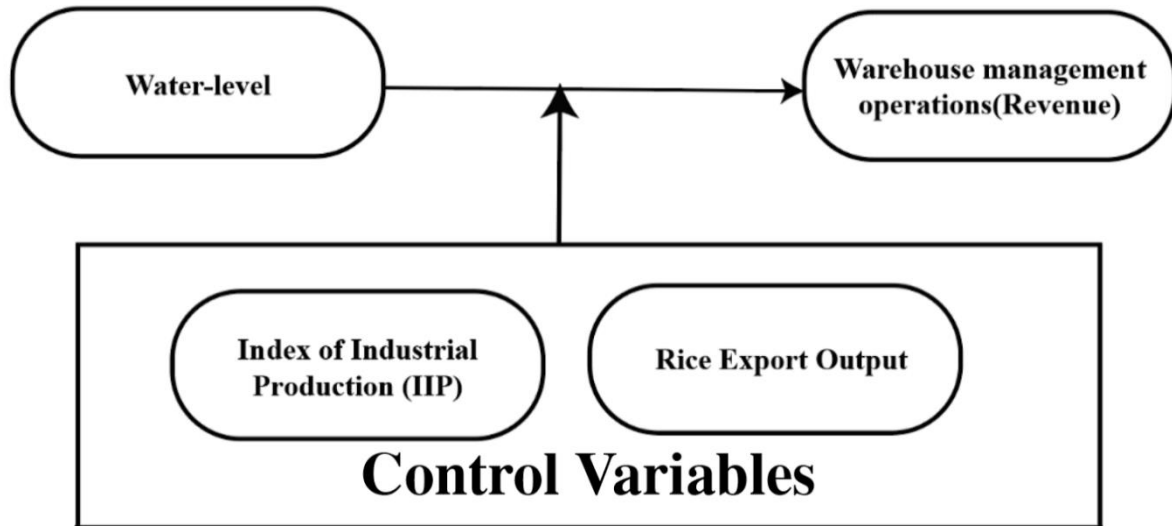 Water-level
Warehouse management
operations(Revenue)
Index of Industrial
Production (IIP)
Rice Export Output
Control Variables